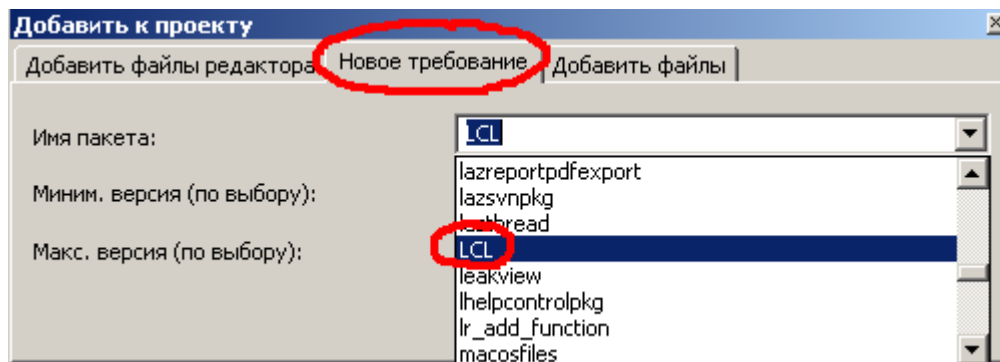 Добавить к проекту
Добавить файлы редактора Новое требование Добавить файлы
Имя пакета: LCL
lazreportpdfexport
Миним. версия (по выбору):
lazsvnpkg
lazthread
Макс. версия (по выбору):
LCL
leakview
lhelpcontrolpkg
lr_add_function
macosfiles